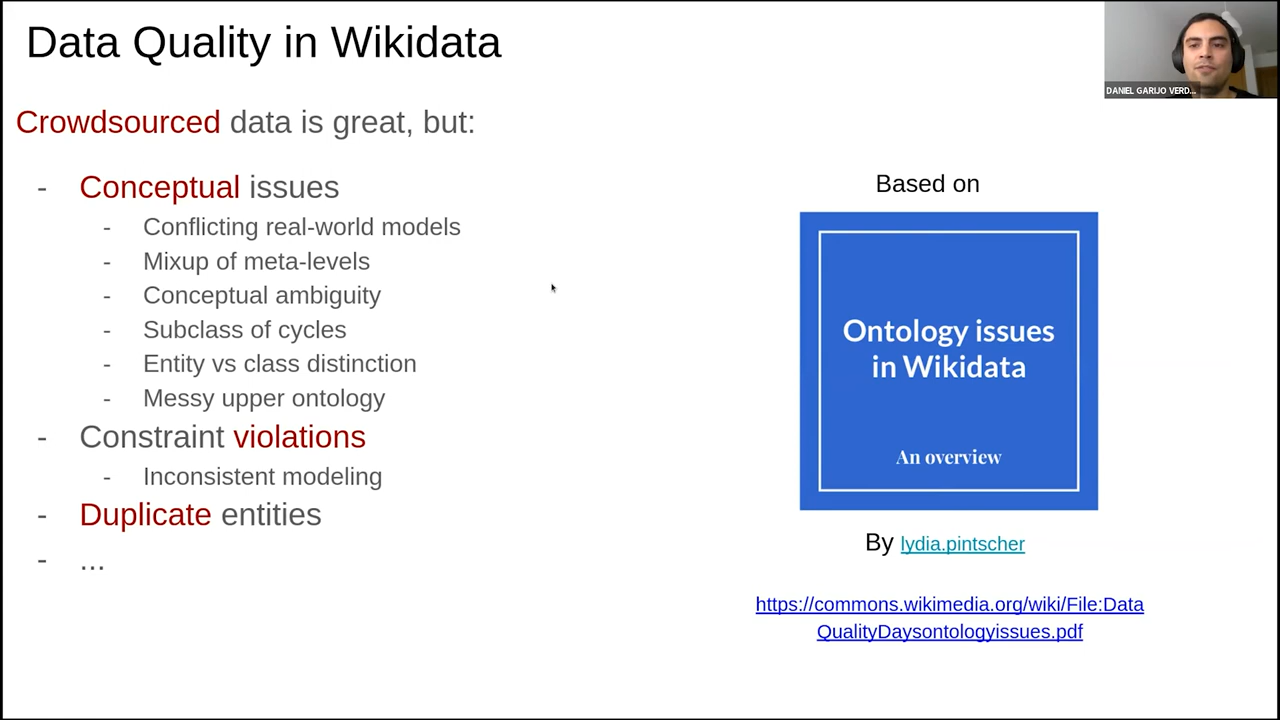 Data Quality in Wikidata
DANIEL GARIJO VERD...
Crowdsourced data is great, but:
- Conceptual issues
- Conflicting real-world models
- Mixup of meta-levels
- Conceptual ambiguity
- Subclass of cycles
- Entity vs class distinction
- Messy upper ontology
- Constraint violations
- Inconsistent modeling
- Duplicate entities
- ...
Based on
Ontology issues
in Wikidata
An overview
By lydia.pintscher
https://commons.wikimedia.org/wiki/File:Data
QualityDaysontologyissues.pdf